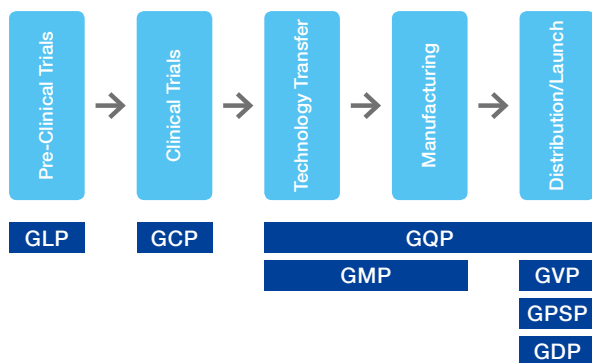 Pre-Clinical Trials
Clinical Trials
Technology Transfer
Manufacturing
Distribution/Launch
GLP
GCP
GQP
GMP
GVP
GPSP
GDP